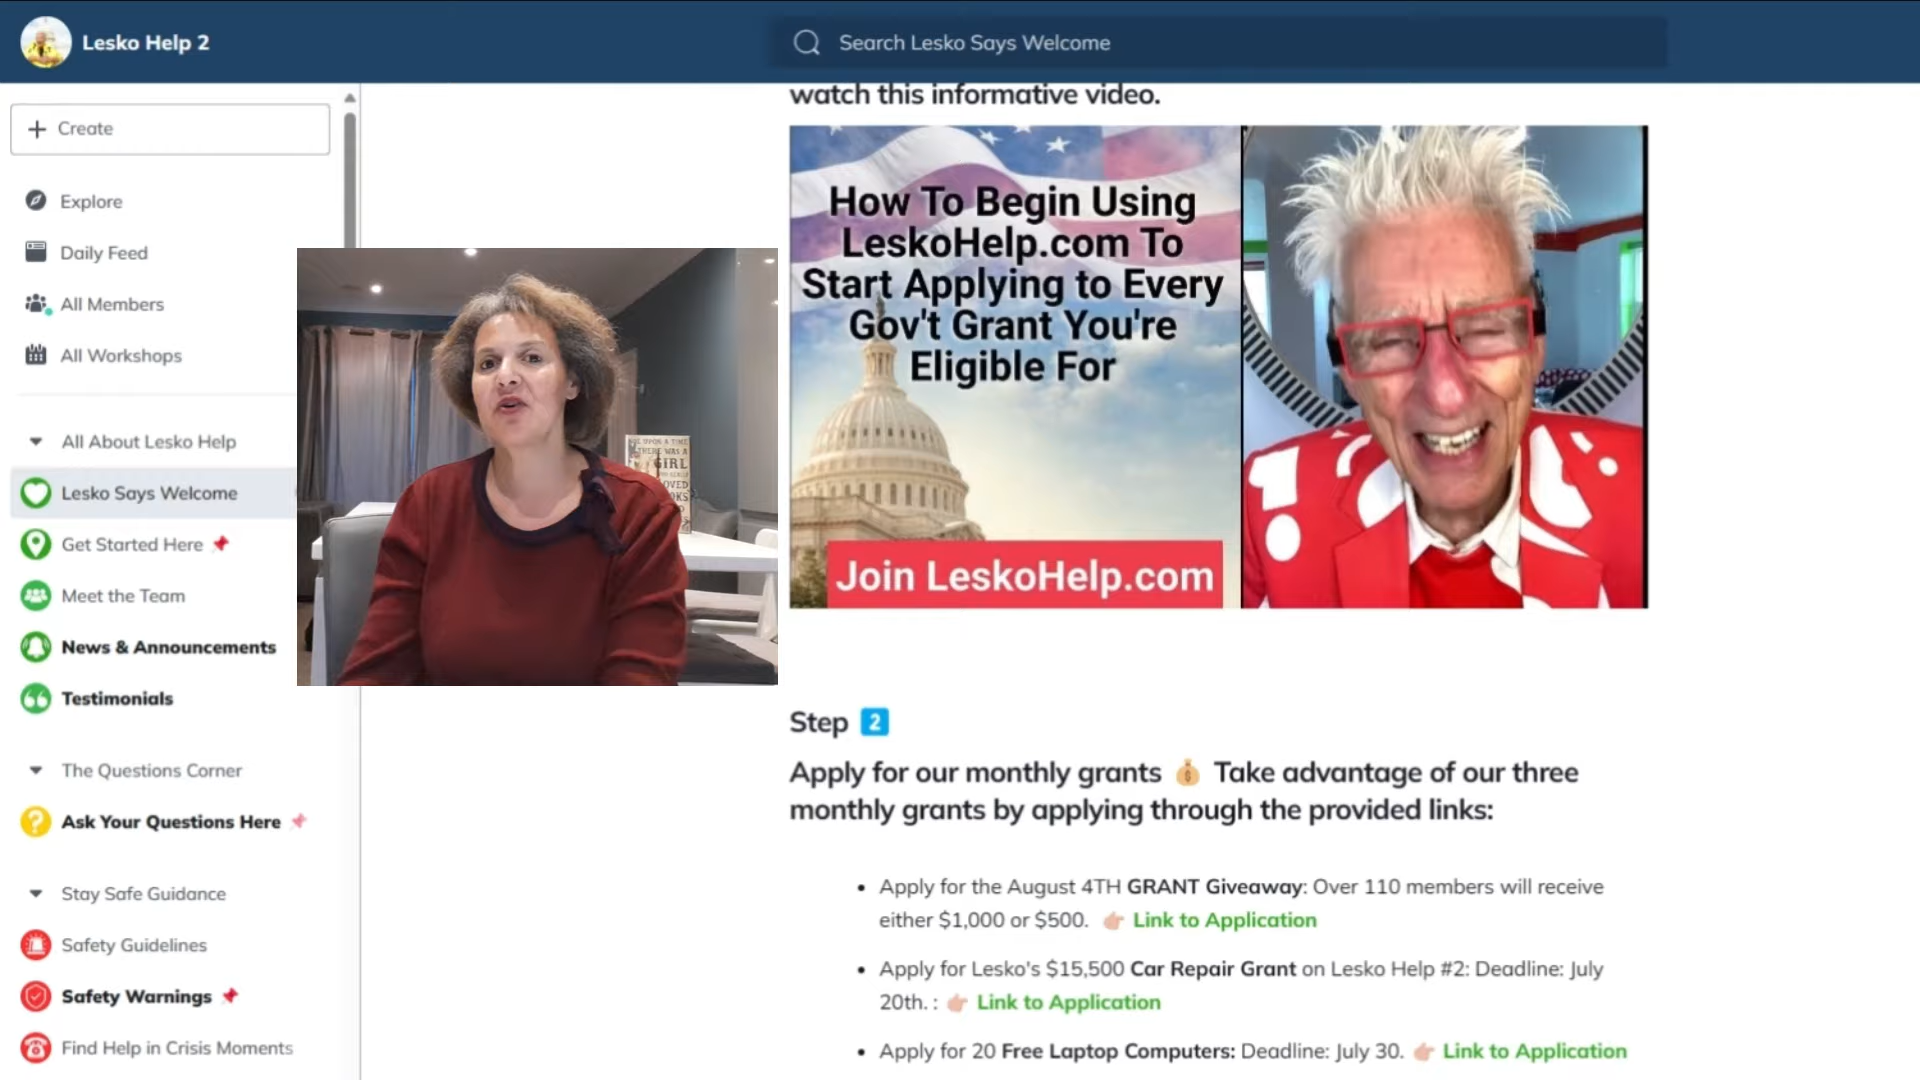 Lesko Help 2
Search Lesko Says Welcome
Create
Explore
Daily Feed
All Members
All Workshops
All About Lesko Help
Lesko Says Welcome
Get Started Here
Meet the Team
News & Announcements
Testimonials
The Questions Corner
Ask Your Questions Here
Stay Safe Guidance
Safety Guidelines
Safety Warnings
Find Help in Crisis Moments
UPON A TIME
THERE WAS A
GIRL
watch this informative video.
How To Begin Using
LeskoHelp.com To
Start Applying to Every
Gov't Grant You're
Eligible For
Join LeskoHelp.com
Step 2
Apply for our monthly grants Take advantage of our three
monthly grants by applying through the provided links:
• Apply for the August 4TH GRANT Giveaway: Over 110 members will receive
either $1,000 or $500. Link to Application
• Apply for Lesko's $15,500 Car Repair Grant on Lesko Help #2: Deadline: July
20th. : Link to Application
• Apply for 20 Free Laptop Computers: Deadline: July 30. Link to Application